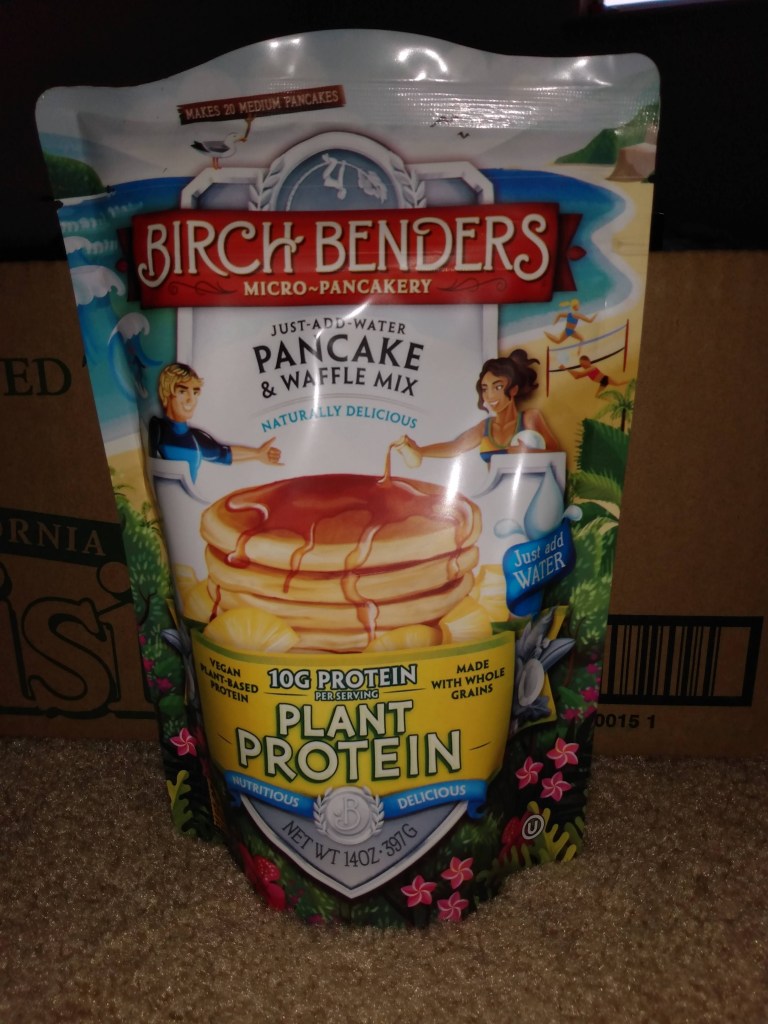 MAKES 20 MEDIUM PANCAKES
BIRCH BENDERS
MICRO~PANCAKERY
JUST-ADD-WATER
PANCAKE
& WAFFLE MIX
NATURALLY DELICIOUS
Just add
WATER
VEGAN
PLANT-BASED
PROTEIN
10G PROTEIN
PER SERVING
MADE
WITH WHOLE
GRAINS
PLANT
PROTEIN
NUTRITIOUS
DELICIOUS
B
NET WT 14OZ • 397G
U
ED
ORNIA
isi
0015 1